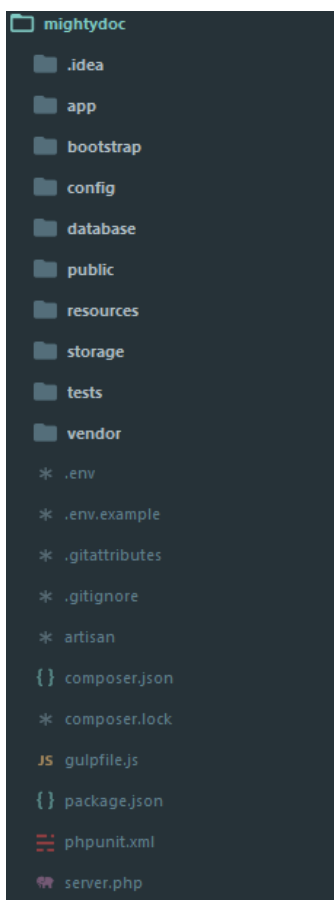 mightydoc
.idea
app
bootstrap
config
database
public
resources
storage
tests
vendor
.env
.env.example
.gitattributes
.gitignore
artisan
{} composer.json
composer.lock
JS gulpfile.js
{} package.json
phpunit.xml
server.php